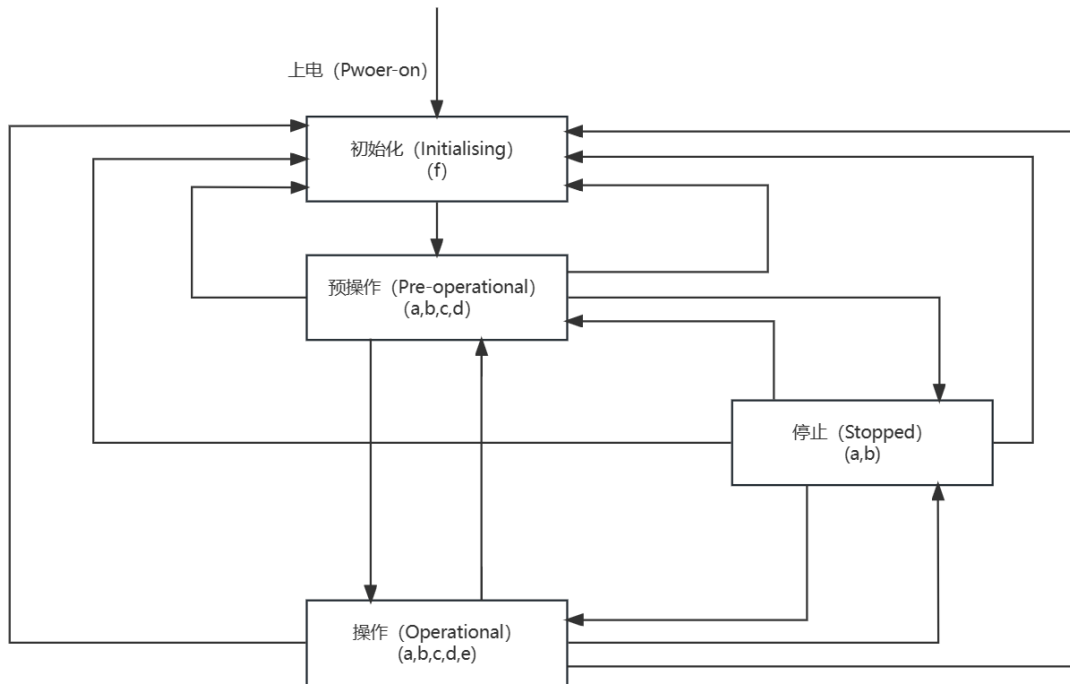 上电（Pwoer-on）
初始化（Initialising）
(f)
预操作（Pre-operational）
(a,b,c,d)
停止（Stopped）
(a,b)
操作（Operational）
(a,b,c,d,e)